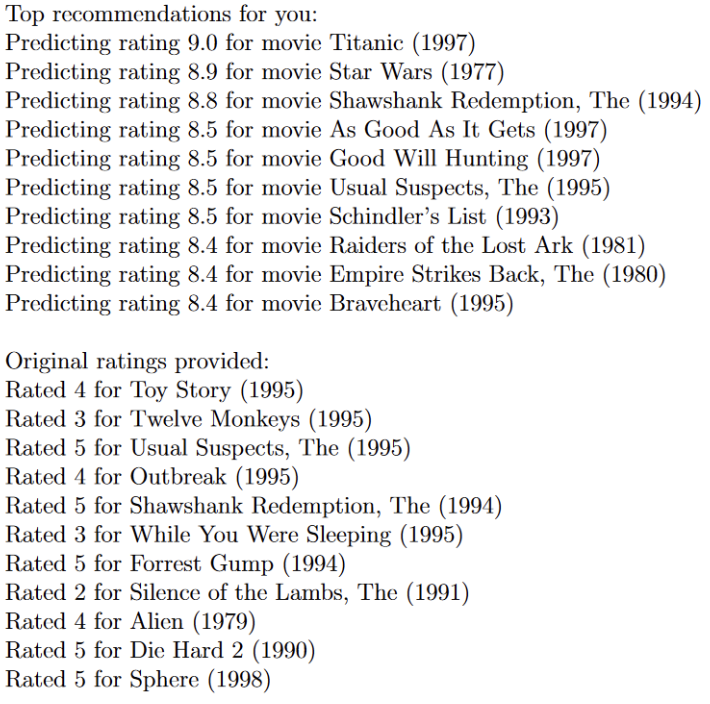 Top recommendations for you:
Predicting rating 9.0 for movie Titanic (1997)
Predicting rating 8.9 for movie Star Wars (1977)
Predicting rating 8.8 for movie Shawshank Redemption, The (1994)
Predicting rating 8.5 for movie As Good As It Gets (1997)
Predicting rating 8.5 for movie Good Will Hunting (1997)
Predicting rating 8.5 for movie Usual Suspects, The (1995)
Predicting rating 8.5 for movie Schindler's List (1993)
Predicting rating 8.4 for movie Raiders of the Lost Ark (1981)
Predicting rating 8.4 for movie Empire Strikes Back, The (1980)
Predicting rating 8.4 for movie Braveheart (1995)
Original ratings provided:
Rated 4 for Toy Story (1995)
Rated 3 for Twelve Monkeys (1995)
Rated 5 for Usual Suspects, The (1995)
Rated 4 for Outbreak (1995)
Rated 5 for Shawshank Redemption, The (1994)
Rated 3 for While You Were Sleeping (1995)
Rated 5 for Forrest Gump (1994)
Rated 2 for Silence of the Lambs, The (1991)
Rated 4 for Alien (1979)
Rated 5 for Die Hard 2 (1990)
Rated 5 for Sphere (1998)